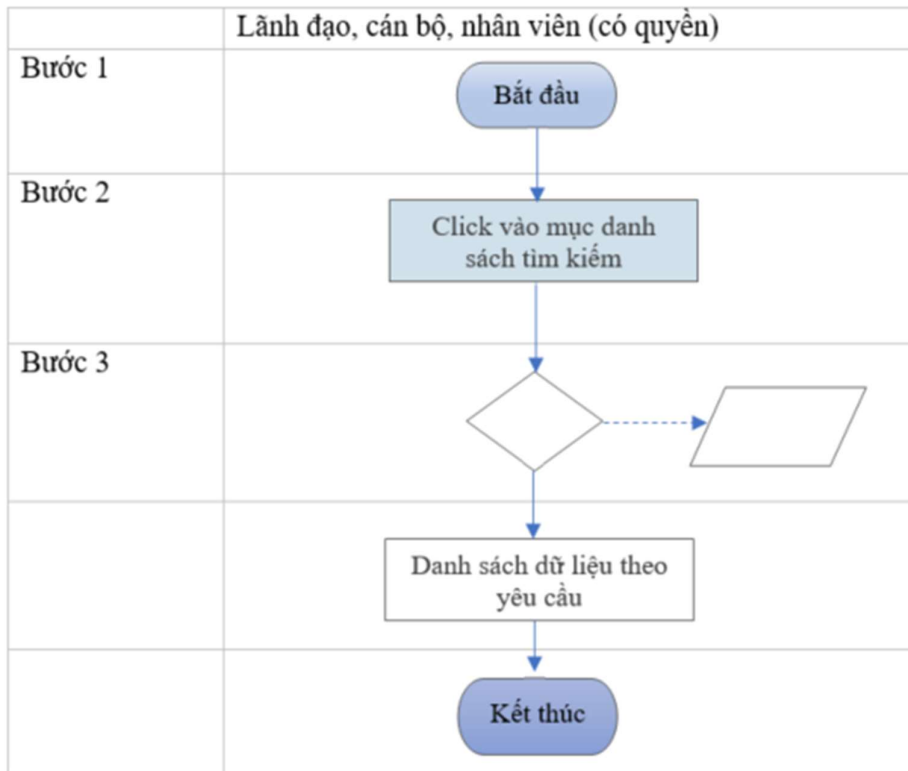 Lãnh đạo, cán bộ, nhân viên (có quyền)
Bước 1
Bắt đầu
Bước 2
Click vào mục danh
sách tìm kiếm
Bước 3
Danh sách dữ liệu theo
yêu cầu
Kết thúc